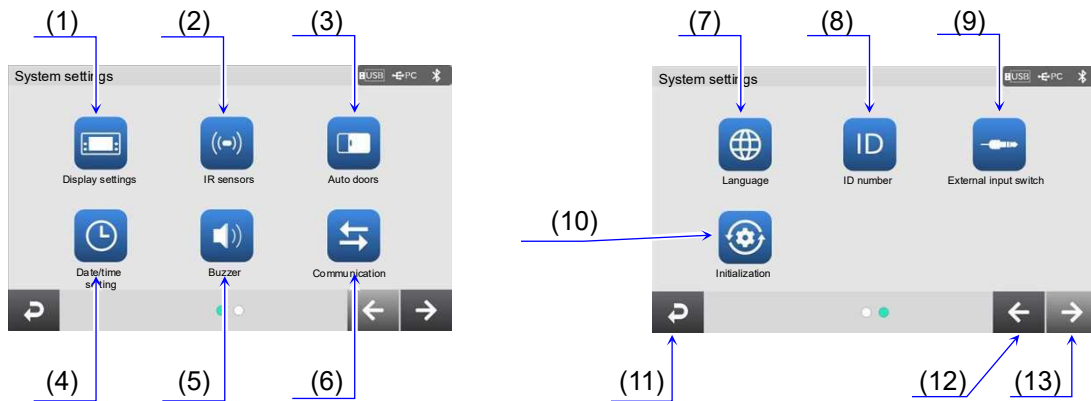 (1)
(2)
(3)
System settings
USB PC
Display settings
IR sensors
Auto doors
Date/time
setting
Buzzer
Communication
(4)
(5)
(6)
(7)
(8)
(9)
System settings
USB PC
Language
ID
ID number
External input switch
(10)
Initialization
(11)
(12)
(13)